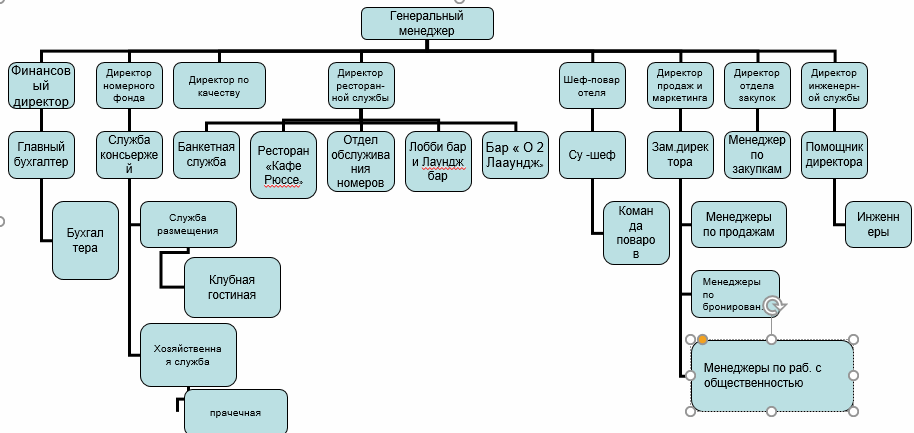 Генеральный
менеджер
Финансов
ый
директор
Директор
номерного
фонда
Директор по
качеству
Директор
ресторан-
ной службы
Шеф-повар
отеля
Директор
продаж и
маркетинга
Директор
отдела
закупок
Директор
инженерн-
ой службы
Главный
бухгалтер
Служба
консьерже
й
Банкетная
служба
Ресторан
«Кафе
Рюссе»
Отдел
обслужива
ния
номеров
Лобби бар
и Лаундж
бар
Бар « О 2
Лааундж»
Су -шеф
Зам.дирек
тора
Менеджер
по
закупкам
Помощник
директора
Бухгал
тера
Служба
размещения
Клубная
гостиная
Хозяйственна
я служба
прачечная
Коман
да
поваро
в
Менеджеры
по продажам
Менеджеры
по
бронирован
Менеджеры по раб. с
общественностью
Инженн
еры